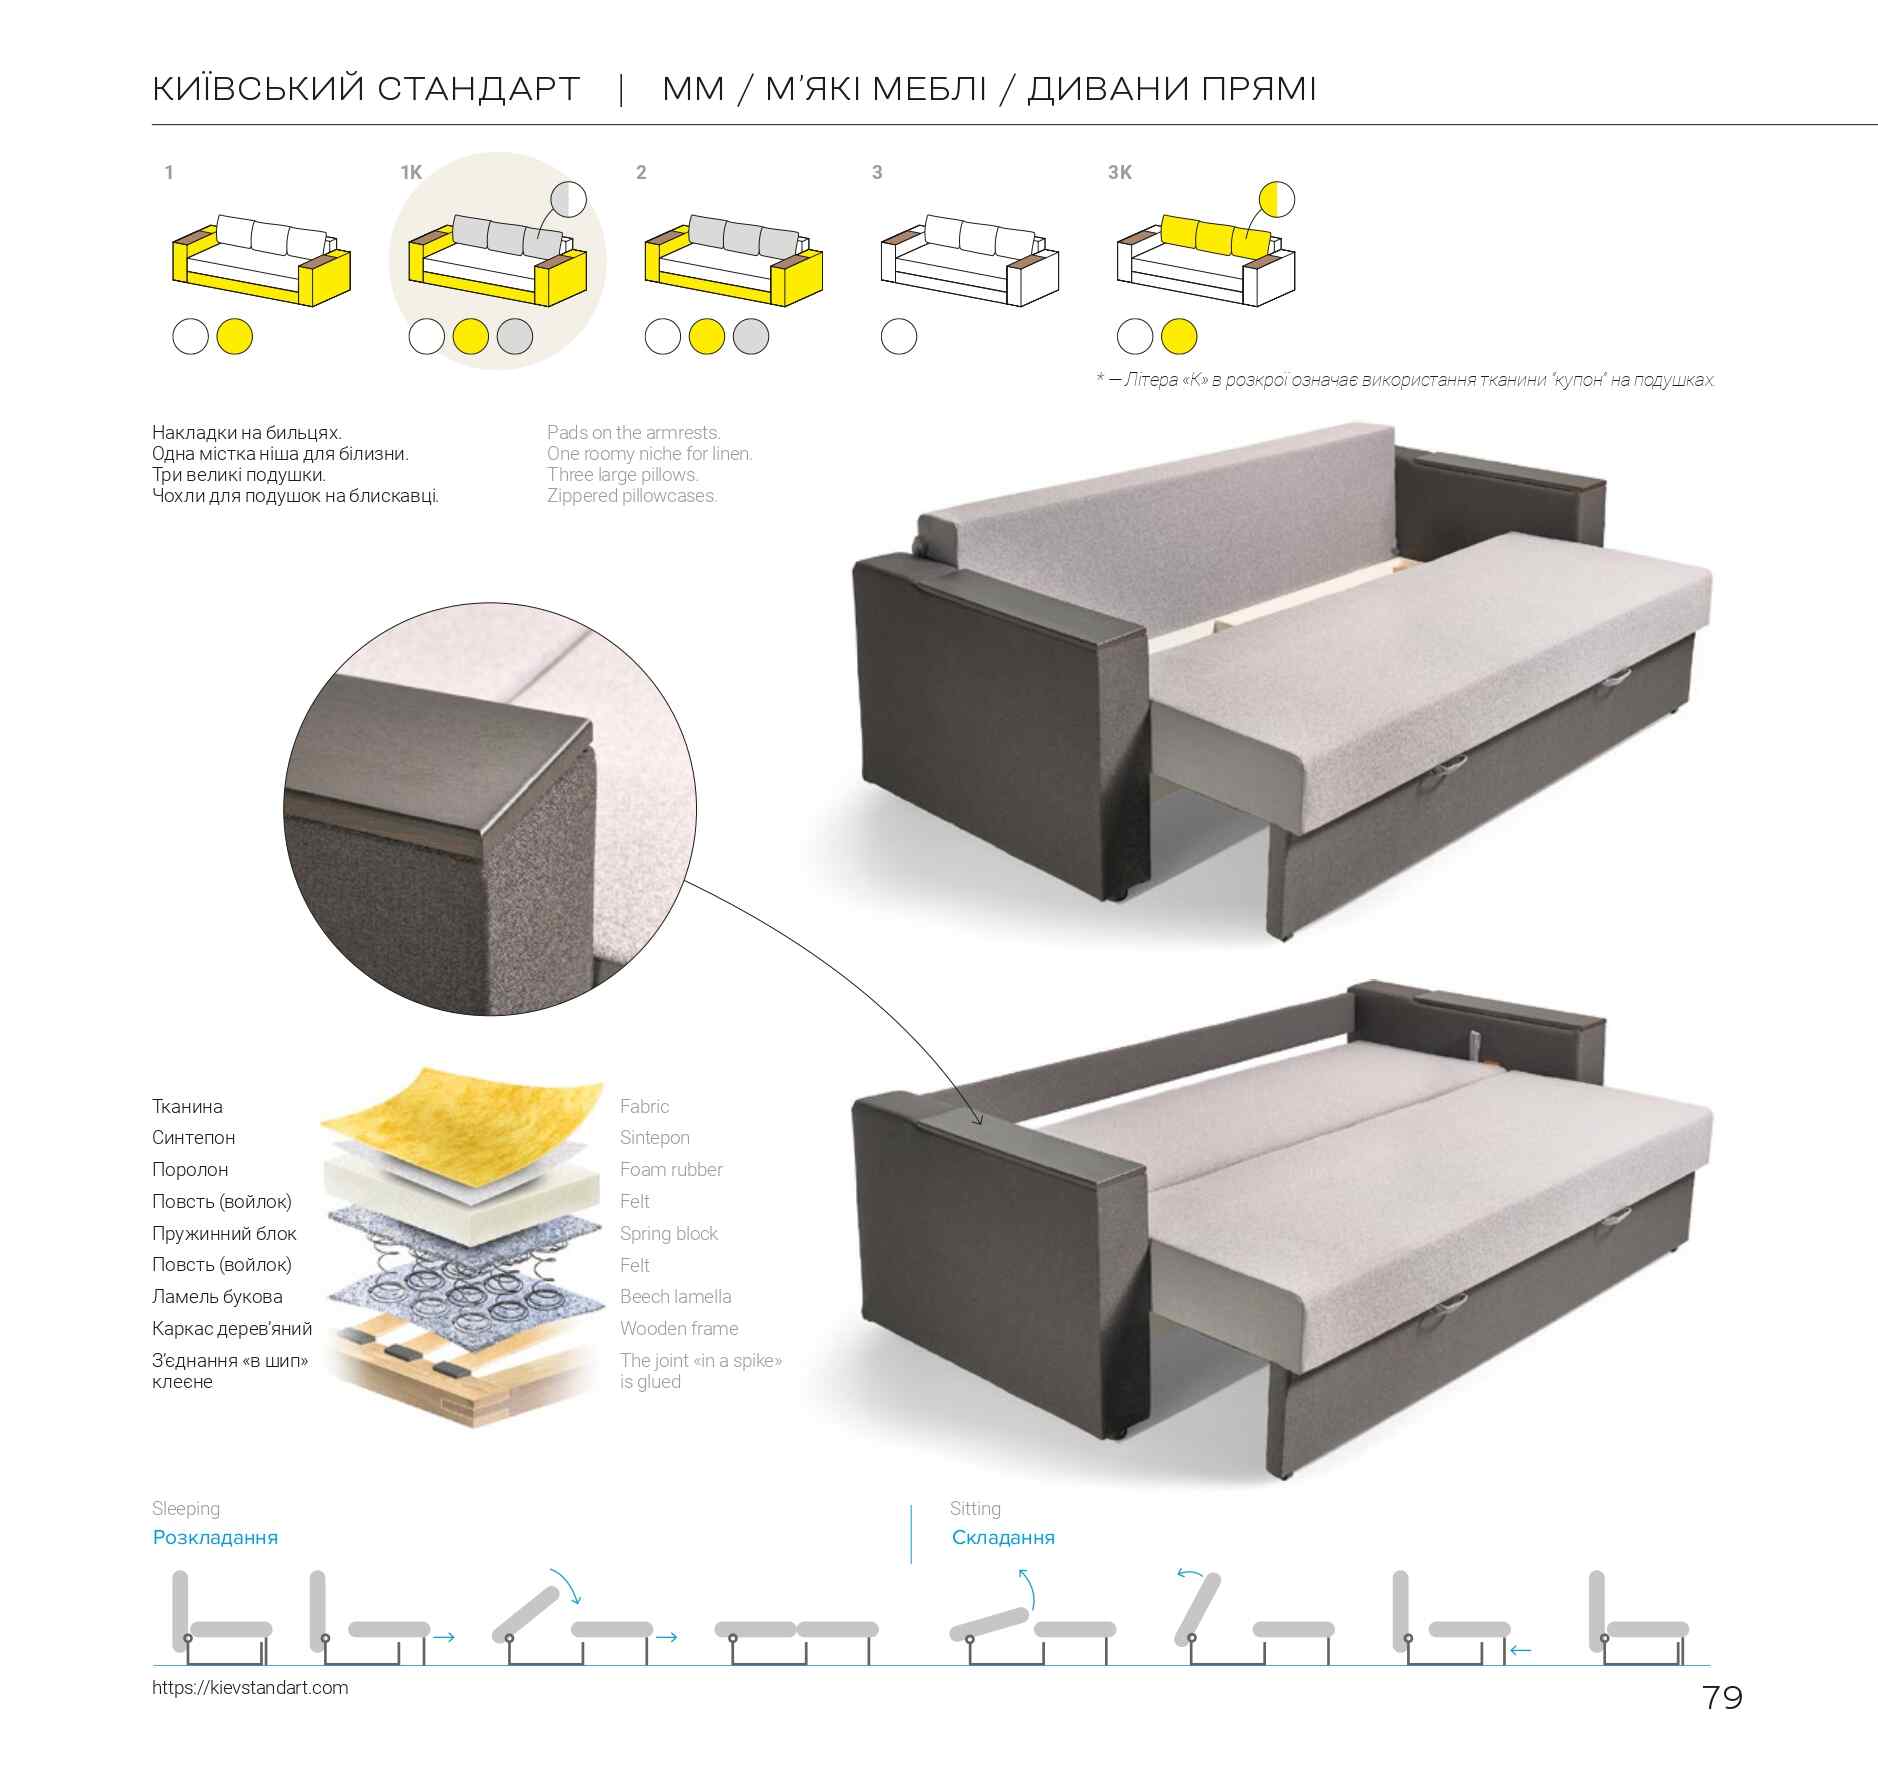 КИЇВСЬКИЙ СТАНДАРТ | ММ / М'ЯКІ МЕБЛІ / ДИВАНИ ПРЯМІ
1 1K 2 3 3K
* — Літера «К» в розкрої означає використання тканини "купон" на подушках.
Накладки на бильцях.
Одна містка ніша для білизни.
Три великі подушки.
Чохли для подушок на блискавці.
Pads on the armrests.
One roomy niche for linen.
Three large pillows.
Zippered pillowcases.
Тканина
Синтепон
Поролон
Повсть (войлок)
Пружинний блок
Повсть (войлок)
Ламель букова
Каркас дерев'яний
З'єднання «в шип»
клеєне
Fabric
Sintepon
Foam rubber
Felt
Spring block
Felt
Beech lamella
Wooden frame
The joint «in a spike»
is glued
Sleeping
Розкладання
Sitting
Складання
https://kievstandart.com
79